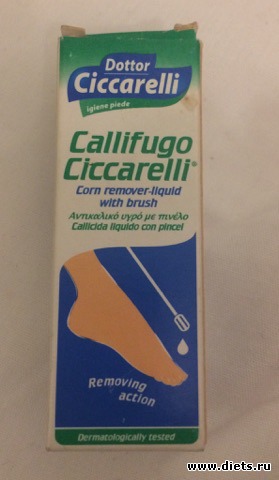 Dottor
Ciccarelli
igiene piede
Callifugo
Ciccarelli®
Corn remover-liquid
with brush
Αντικαλικό υγρό με πινέλο
Callicida liquido con pincel
Removing
action
Dermatologically tested
www.diets.ru